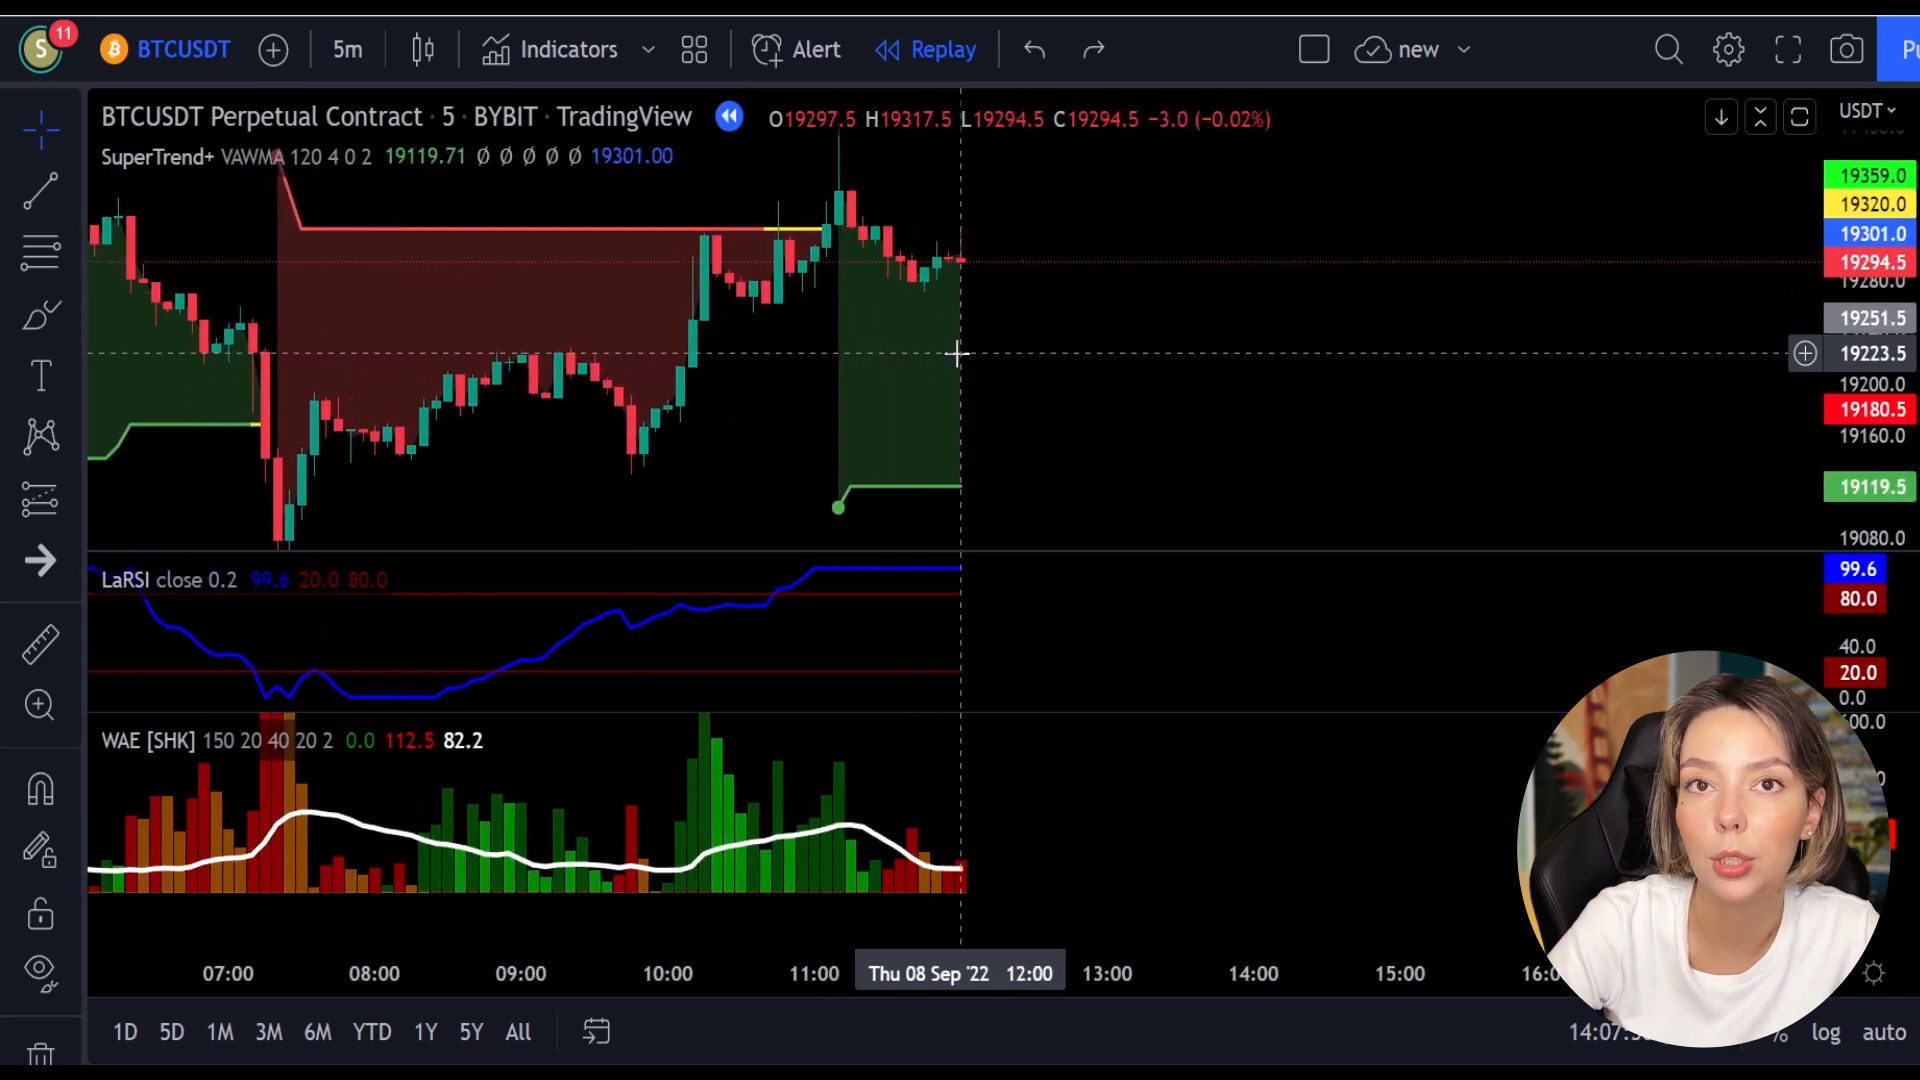 S 11 BTCUSDT 5m Indicators Alert Replay new Pu
BTCUSDT Perpetual Contract · 5 · BYBIT · TradingView O19297.5 H19317.5 L19294.5 C19294.5 −3.0 (−0.02%)
USDT
SuperTrend+ VAWMA 120 4 0 2 19119.71 Ø Ø Ø Ø Ø 19301.00
19359.0
19320.0
19301.0
19294.5
19280.0
19251.5
19223.5
19200.0
19180.5
19160.0
19119.5
19080.0
LaRSI close 0.2 99.6 20.0 80.0
99.6
80.0
40.0
20.0
0.0
WAE [SHK] 150 20 40 20 2 0.0 112.5 82.2
07:00 08:00 09:00 10:00 11:00 Thu 08 Sep '22 12:00 13:00 14:00 15:00
1D 5D 1M 3M 6M YTD 1Y 5Y All
% log auto